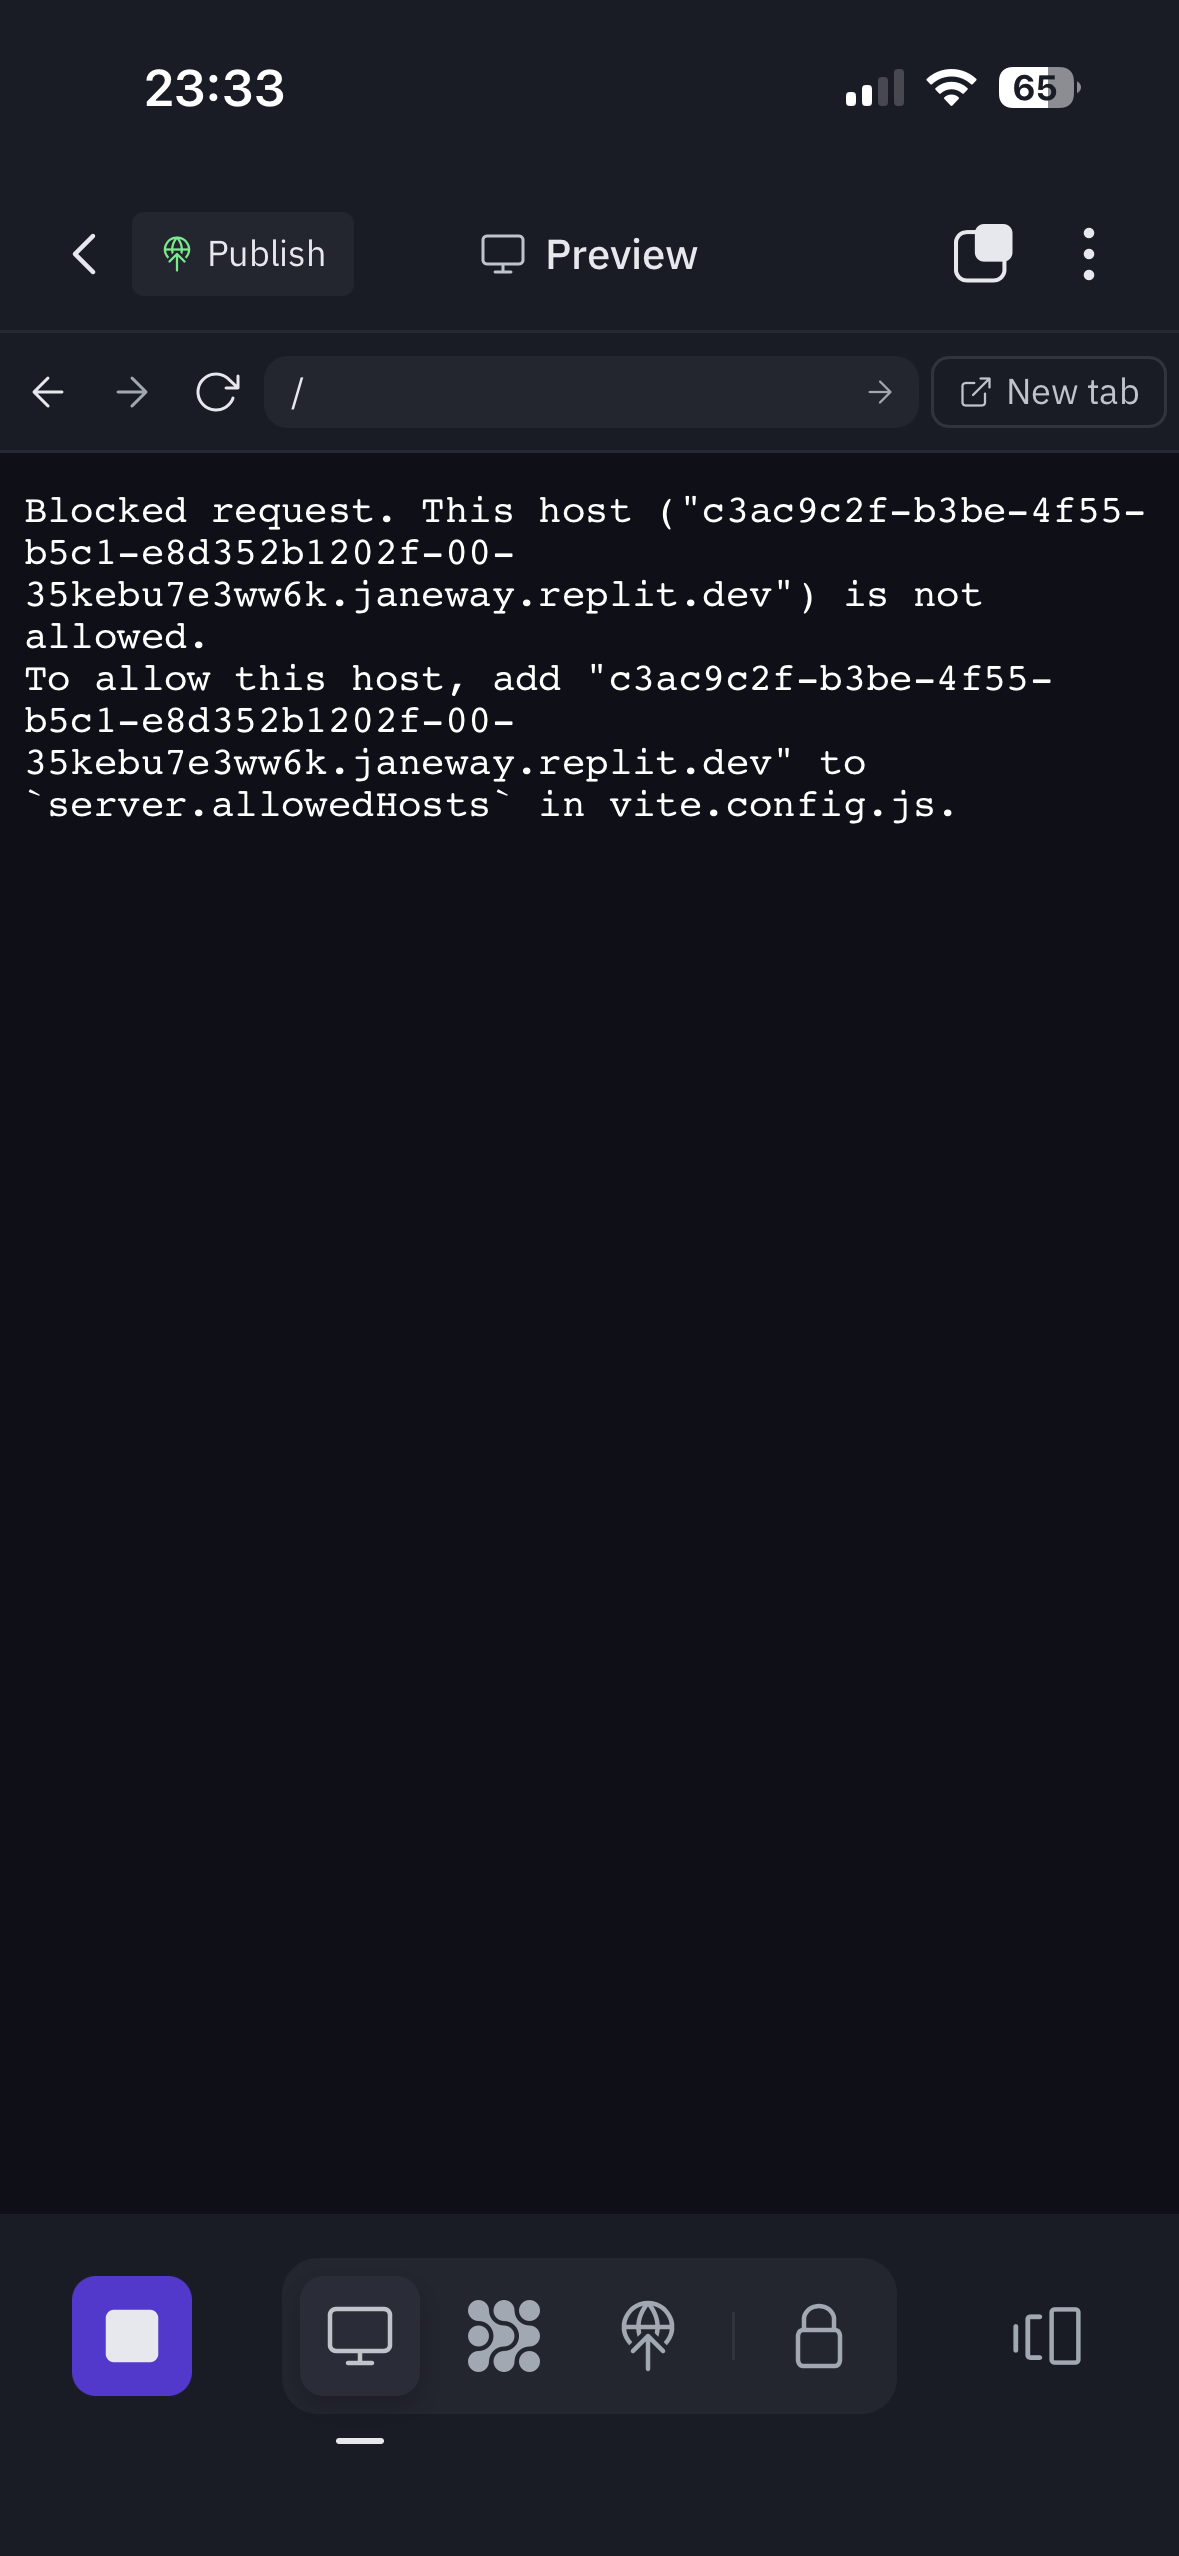 23:33
65
Publish
Preview
/
New tab
Blocked request. This host ("c3ac9c2f-b3be-4f55-
b5c1-e8d352b1202f-00-
35kebu7e3ww6k.janeway.replit.dev") is not
allowed.
To allow this host, add "c3ac9c2f-b3be-4f55-
b5c1-e8d352b1202f-00-
35kebu7e3ww6k.janeway.replit.dev" to
`server.allowedHosts` in vite.config.js.